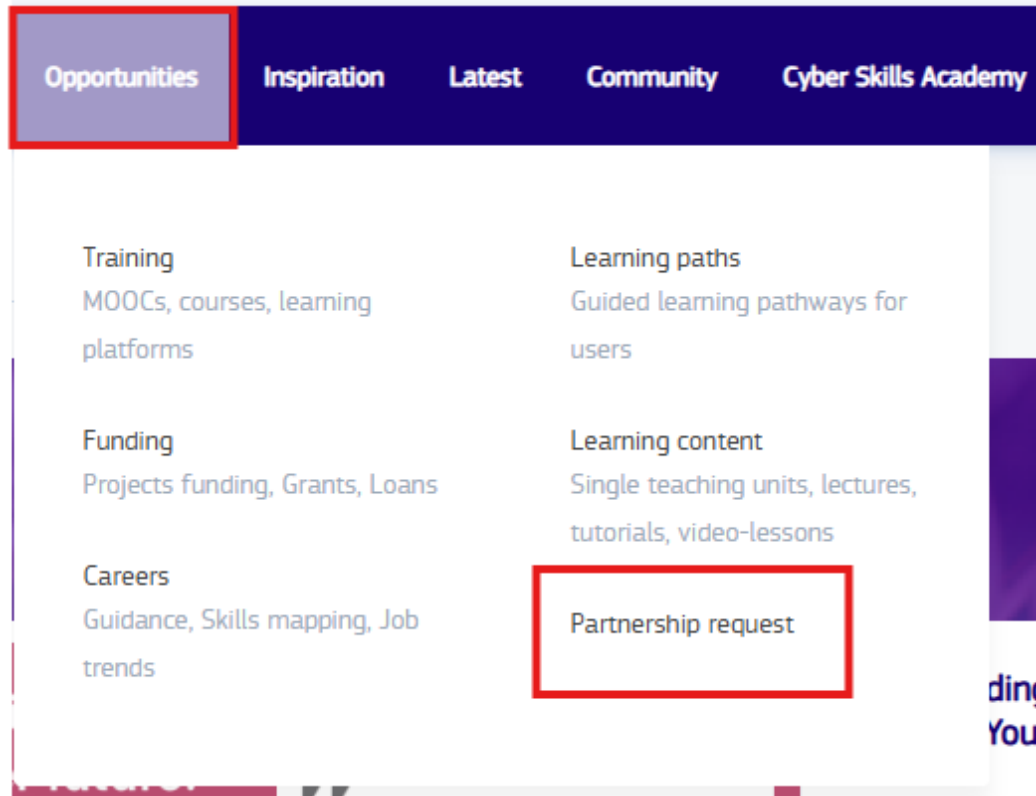 Opportunities
Inspiration
Latest
Community
Cyber Skills Academy
Training
MOOCs, courses, learning
platforms
Funding
Projects funding, Grants, Loans
Careers
Guidance, Skills mapping, Job
trends
Learning paths
Guided learning pathways for
users
Learning content
Single teaching units, lectures,
tutorials, video-lessons
Partnership request